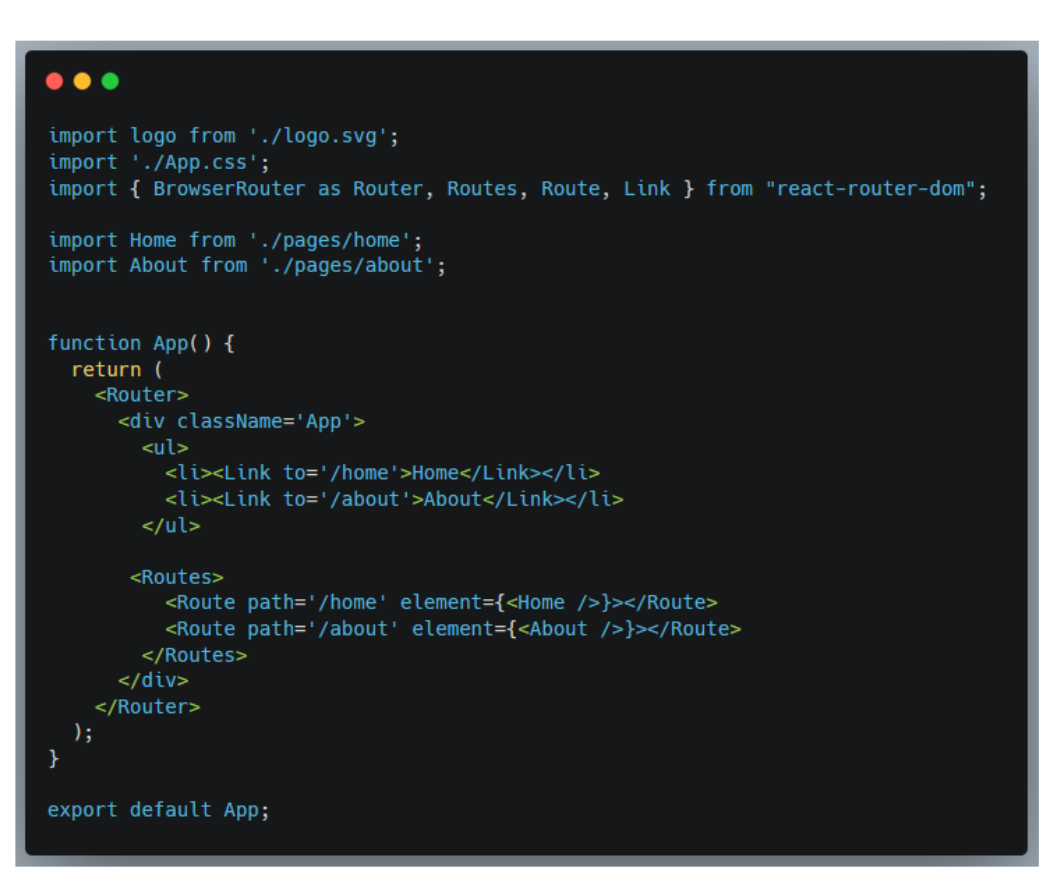 import logo from './logo.svg';
import './App.css';
import { BrowserRouter as Router, Routes, Route, Link } from "react-router-dom";

import Home from './pages/home';
import About from './pages/about';


function App() {
  return (
    <Router>
      <div className='App'>
        <ul>
          <li><Link to='/home'>Home</Link></li>
          <li><Link to='/about'>About</Link></li>
        </ul>

       <Routes>
          <Route path='/home' element={<Home />}></Route>
          <Route path='/about' element={<About />}></Route>
        </Routes>
      </div>
    </Router>
  );
}

export default App;